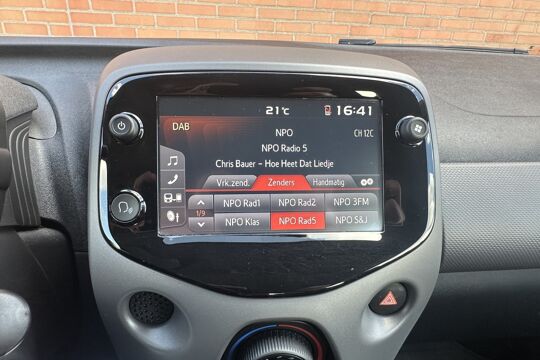 21°C 16:41
DAB NPO CH 12C
NPO Radio 5
Chris Bauer – Hoe Heet Dat Liedje
Vrk.zend. Zenders Handmatig
NPO Rad1 NPO Rad2 NPO 3FM
1/9
NPO Klas NPO Rad5 NPO S&J